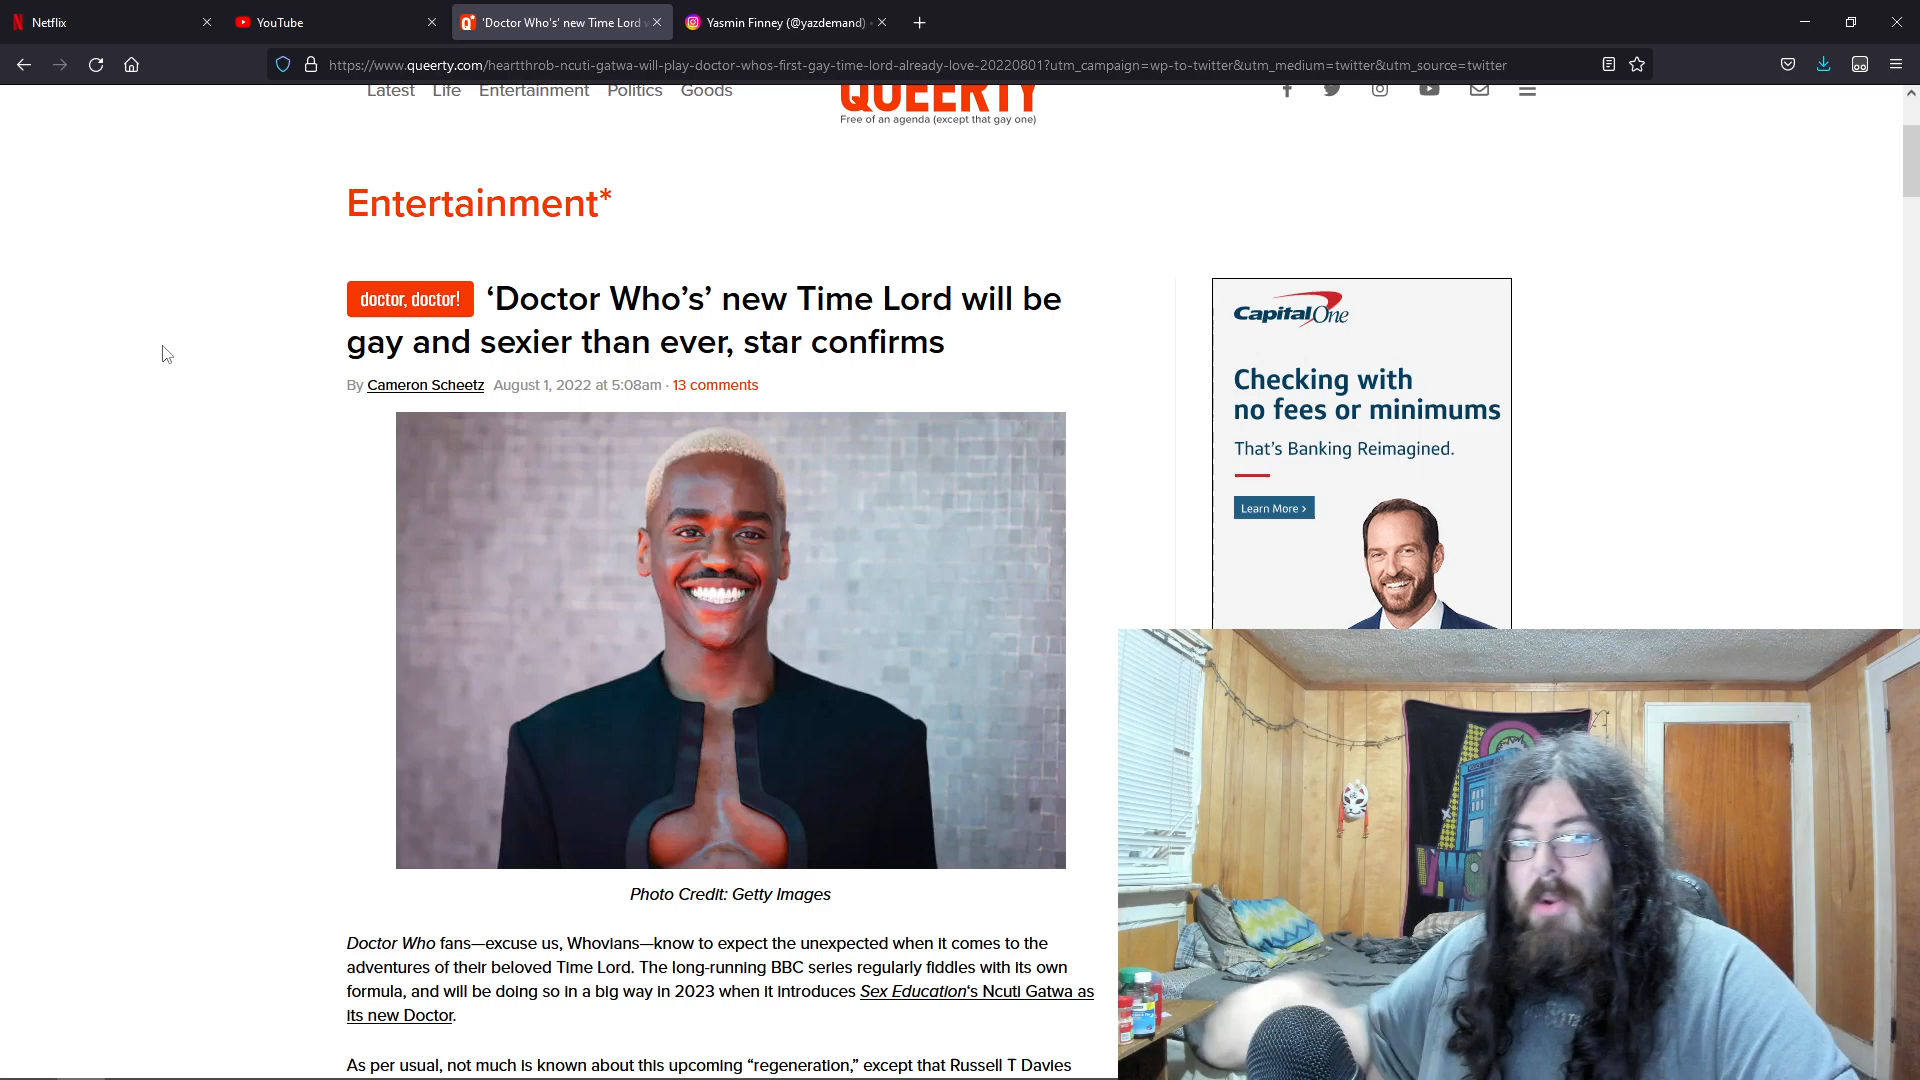 Netflix
YouTube
'Doctor Who's' new Time Lord
Yasmin Finney (@yazdemand)
https://www.queerty.com/heartthrob-ncuti-gatwa-will-play-doctor-whos-first-gay-time-lord-already-love-20220801?utm_campaign=wp-to-twitter&utm_medium=twitter&utm_source=twitter
Latest Life Entertainment Politics Goods
QUEERTY
Free of an agenda (except that gay one)
Entertainment*
doctor, doctor! ‘Doctor Who’s’ new Time Lord will be
gay and sexier than ever, star confirms
By Cameron Scheetz August 1, 2022 at 5:08am · 13 comments
CapitalOne
Checking with
no fees or minimums
That's Banking Reimagined.
Learn More ›
Photo Credit: Getty Images
Doctor Who fans—excuse us, Whovians—know to expect the unexpected when it comes to the
adventures of their beloved Time Lord. The long-running BBC series regularly fiddles with its own
formula, and will be doing so in a big way in 2023 when it introduces Sex Education‘s Ncuti Gatwa as
its new Doctor.
As per usual, not much is known about this upcoming “regeneration,” except that Russell T Davies